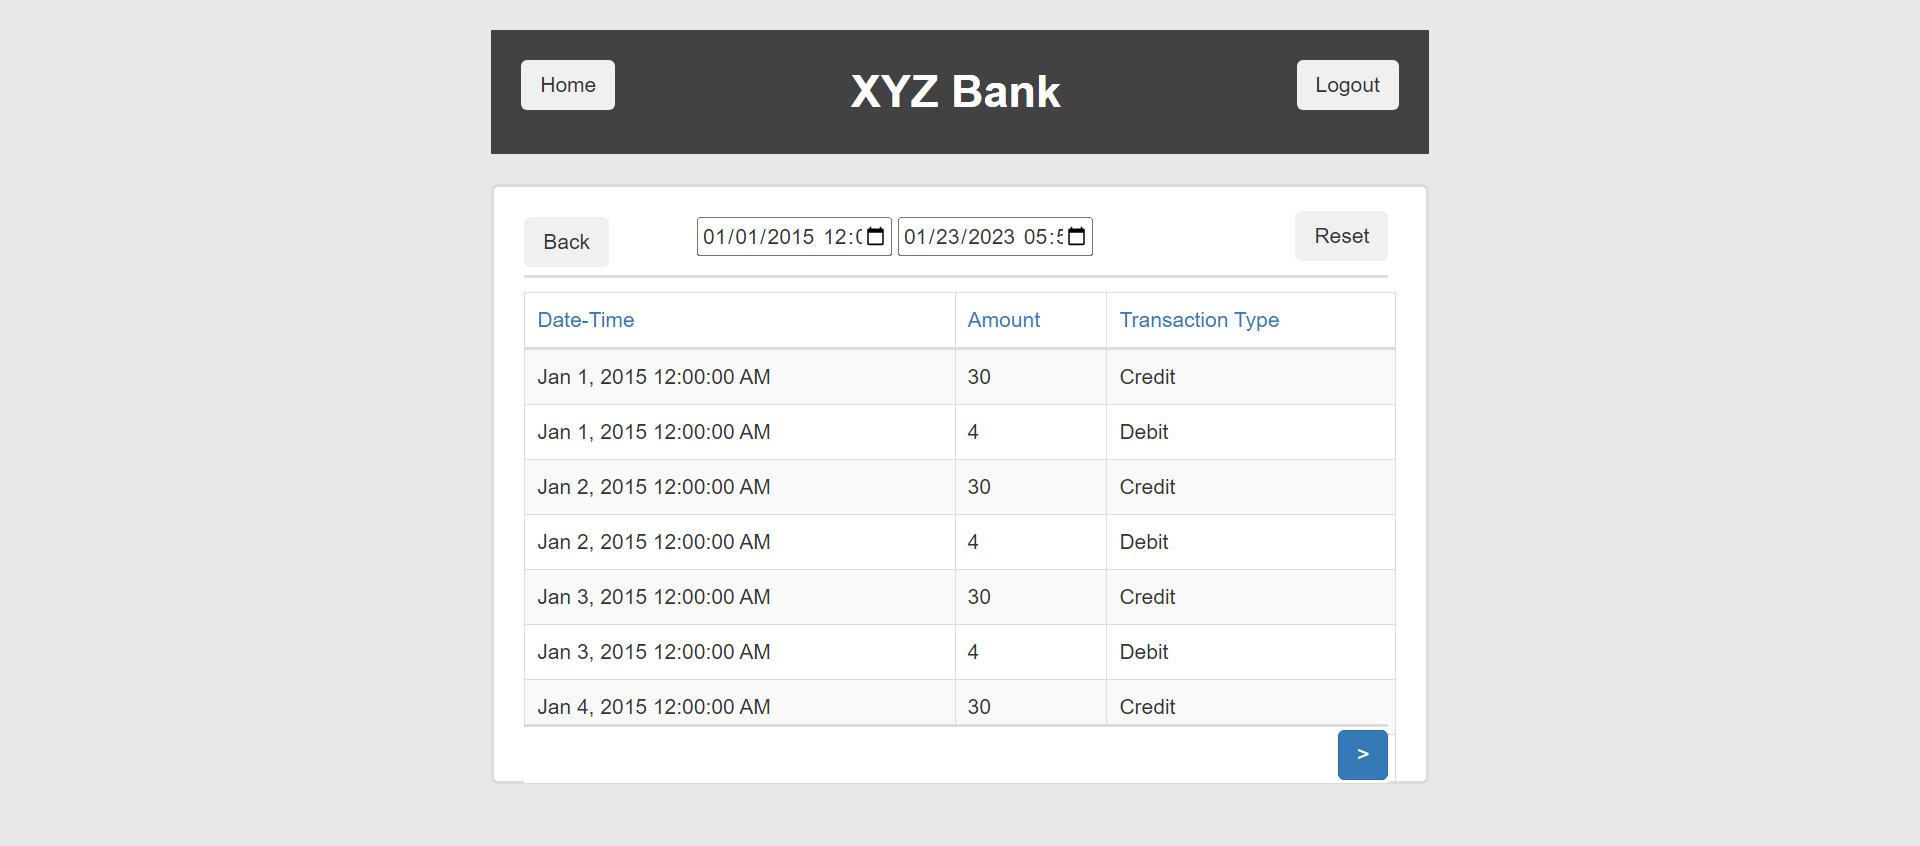 Home XYZ Bank Logout
Back 01/01/2015 12:0 01/23/2023 05:5 Reset
Date-Time Amount Transaction Type
Jan 1, 2015 12:00:00 AM 30 Credit
Jan 1, 2015 12:00:00 AM 4 Debit
Jan 2, 2015 12:00:00 AM 30 Credit
Jan 2, 2015 12:00:00 AM 4 Debit
Jan 3, 2015 12:00:00 AM 30 Credit
Jan 3, 2015 12:00:00 AM 4 Debit
Jan 4, 2015 12:00:00 AM 30 Credit
>